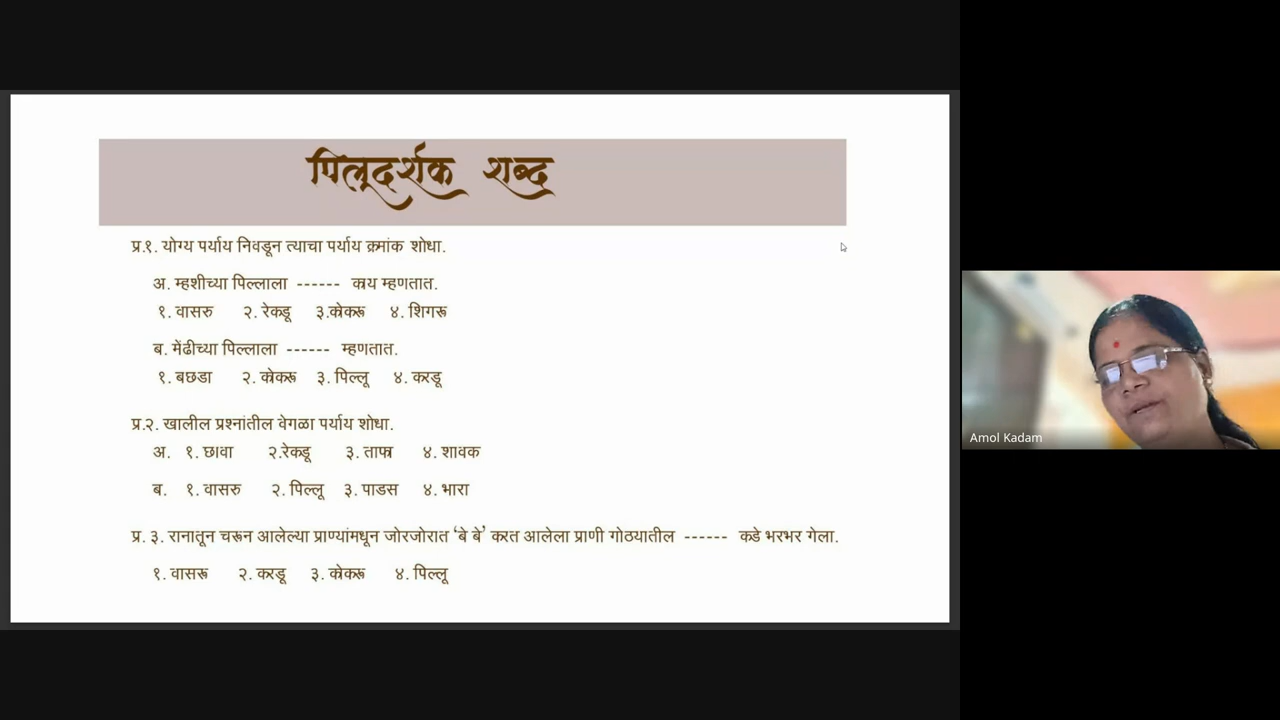 पिलूदर्शक शब्द
प्र.१. योग्य पर्याय निवडून त्याचा पर्याय क्रमांक शोधा.
अ. म्हशीच्या पिल्लाला ------ काय म्हणतात.
१. वासरु २. रेकडू ३.कोकरू ४. शिंगरू
ब. मेंढीच्या पिल्लाला ------ म्हणतात.
१. बछडा २. कोकरू ३. पिल्लू ४. करडू
प्र.२. खालील प्रश्नांतील वेगळा पर्याय शोधा.
अ. १. छावा २.रेकडू ३. ताफा ४. शावक
ब. १. वासरु २. पिल्लू ३. पाडस ४. भारा
प्र. ३. रानातून चरून आलेल्या प्राण्यांमधून जोरजोरात ‘बे बे’ करत आलेला प्राणी गोठयातील ------ कडे भरभर गेला.
१. वासरू २. करडू ३. कोकरू ४. पिल्लू
Amol Kadam